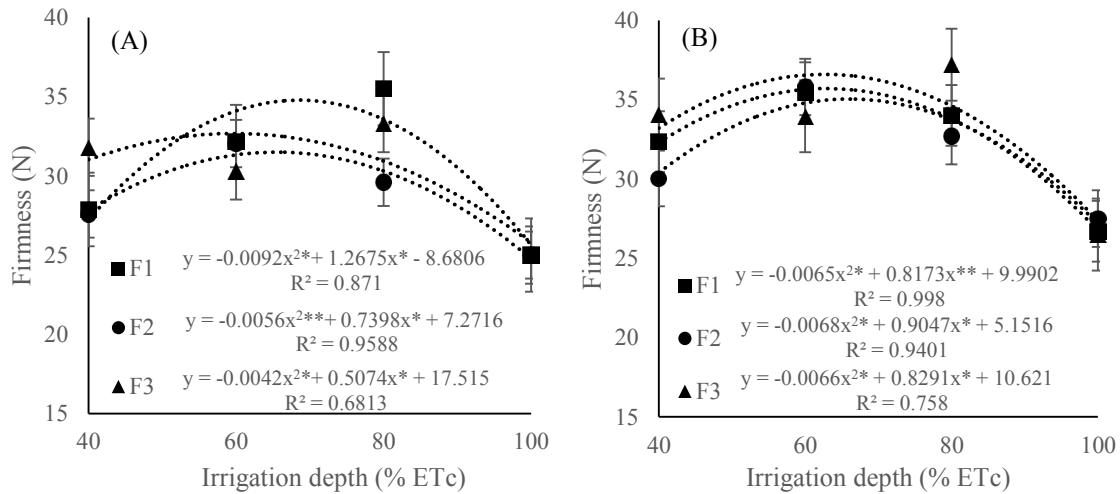 (A)
Firmness (N)
40
35
30
25
20
15
F1 y = -0.0092x²*+ 1.2675x* - 8.6806
R² = 0.871
F2 y = -0.0056x²**+ 0.7398x* + 7.2716
R² = 0.9588
F3 y = -0.0042x²*+ 0.5074x* + 17.515
R² = 0.6813
40 60 80 100
Irrigation depth (% ETc)
(B)
Firmness (N)
40
35
30
25
20
15
F1 y = -0.0065x²* + 0.8173x** + 9.9902
R² = 0.998
F2 y = -0.0068x²* + 0.9047x* + 5.1516
R² = 0.9401
F3 y = -0.0066x²* + 0.8291x* + 10.621
R² = 0.758
40 60 80 100
Irrigation depth (% ETc)